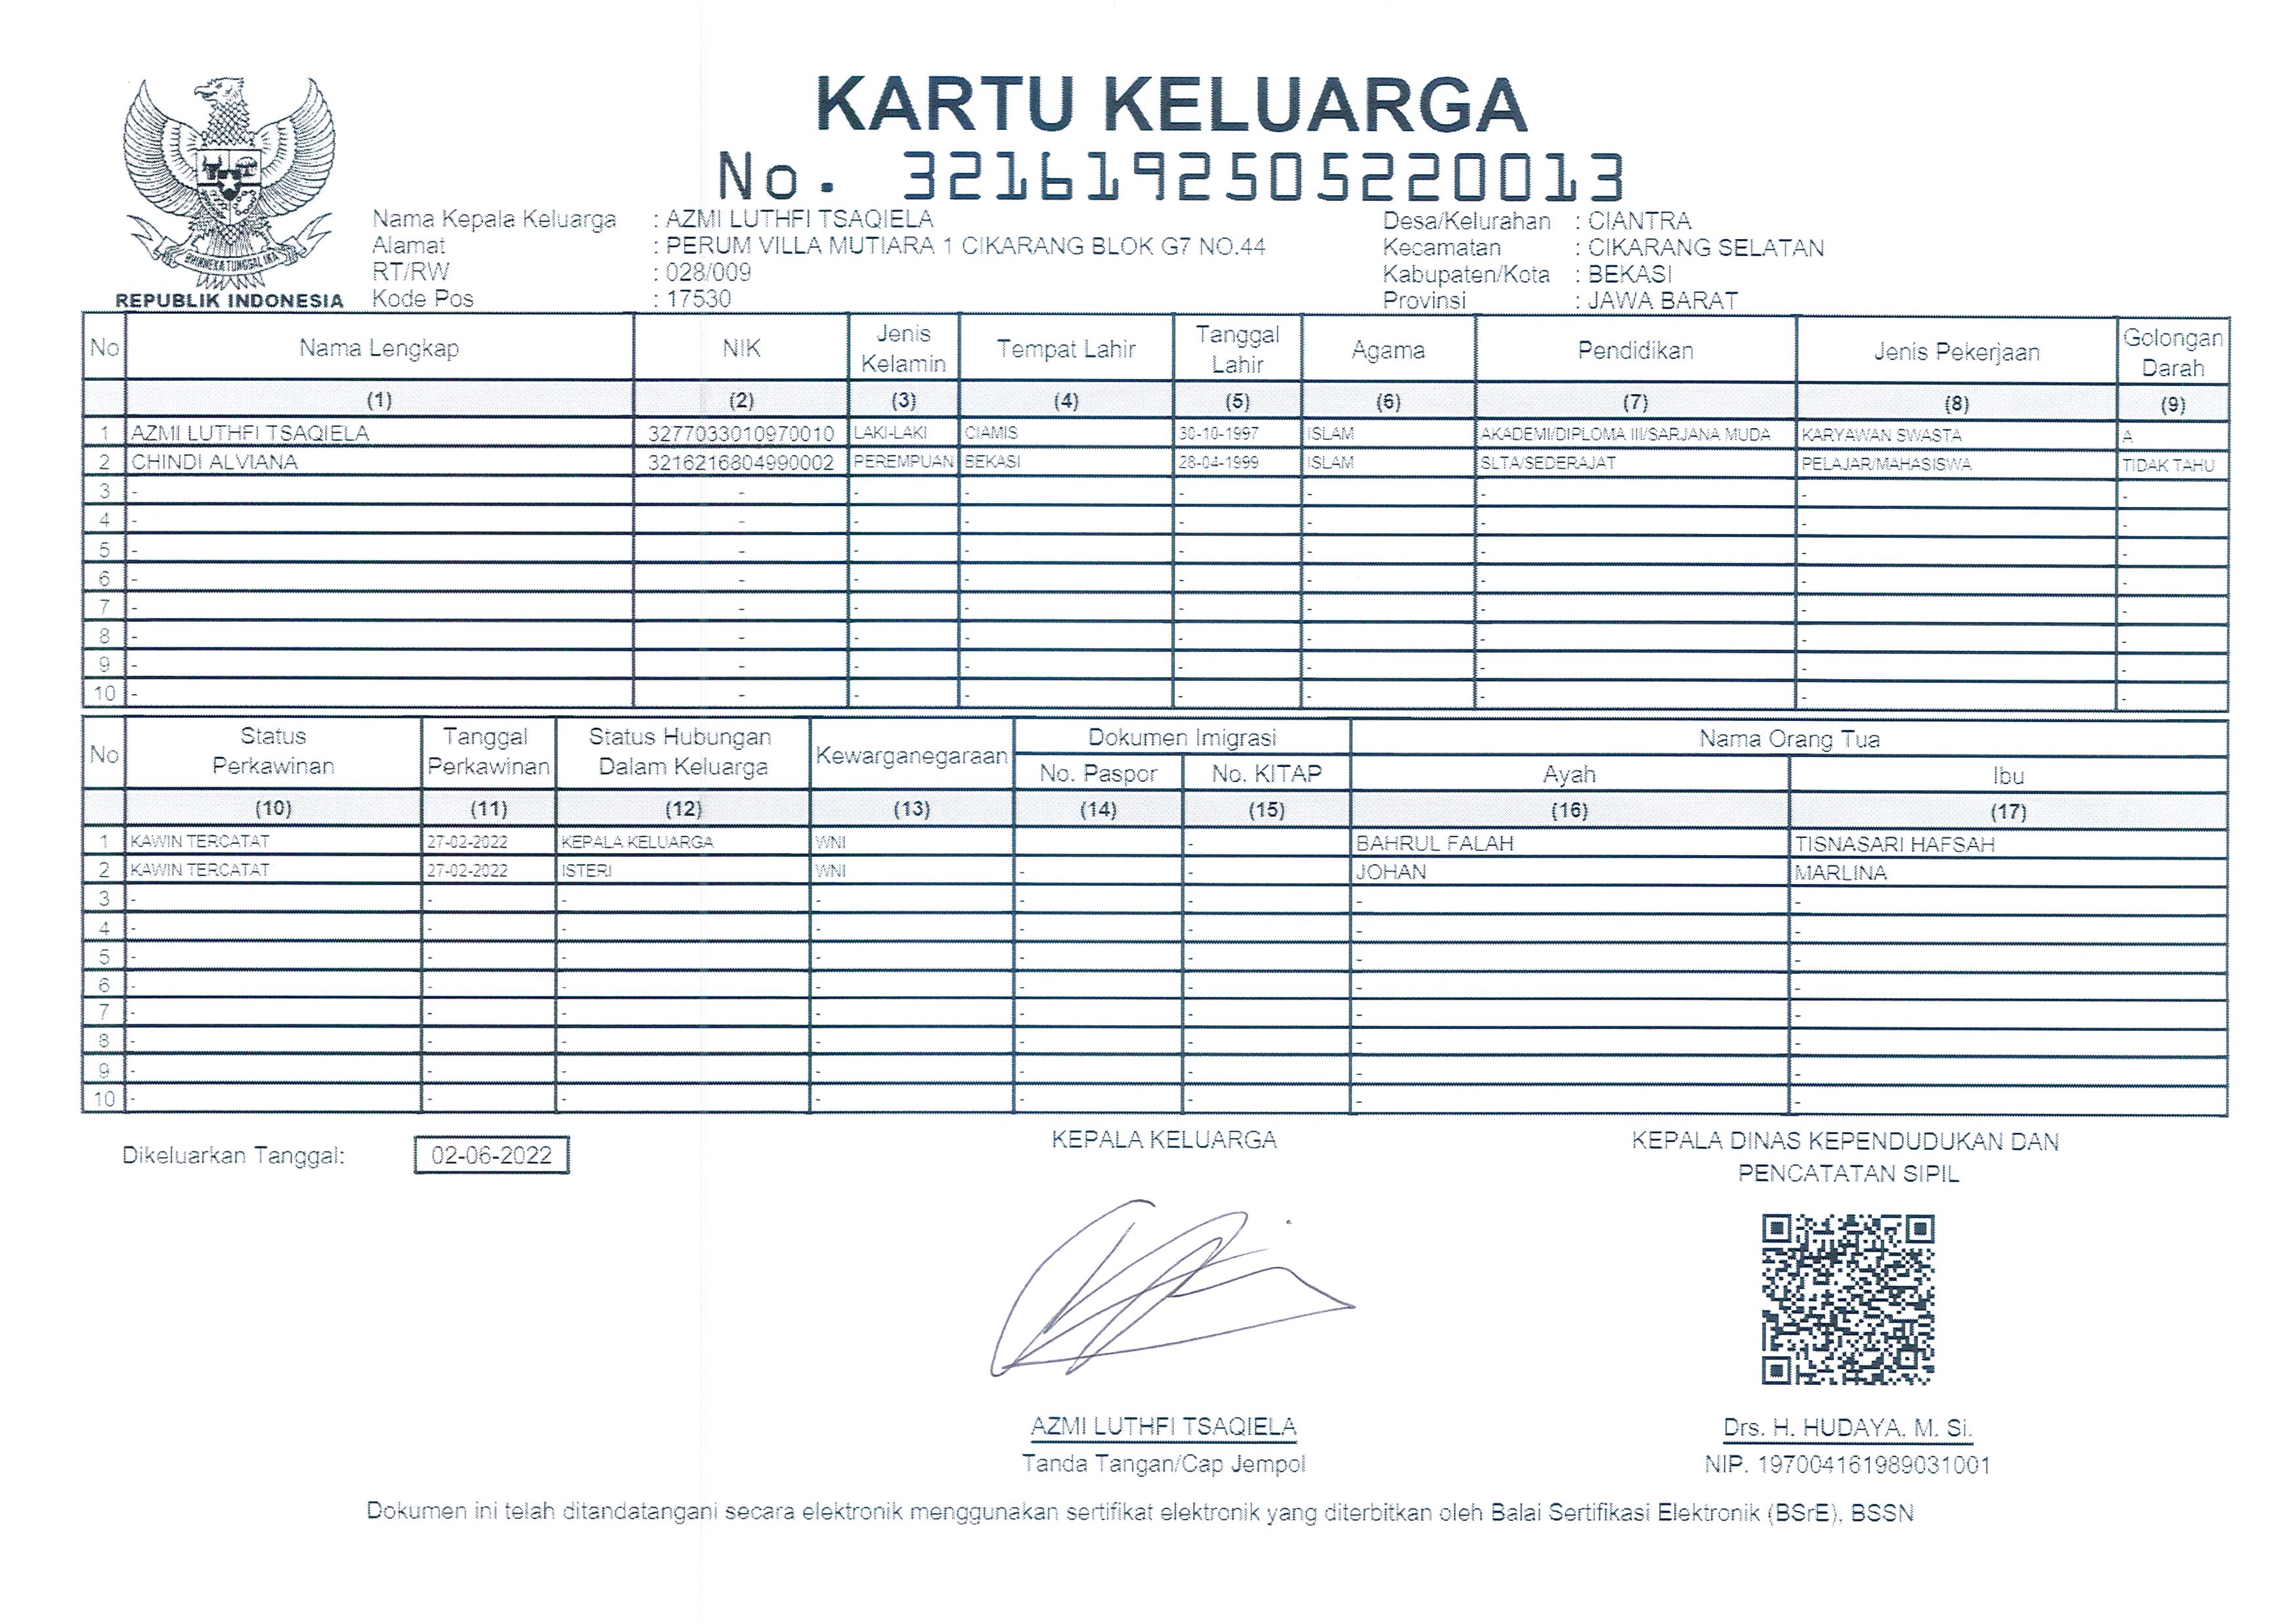 KARTU KELUARGA
No. 3216192505220013
BHINNEKA TUNGGAL IKA
REPUBLIK INDONESIA
Nama Kepala Keluarga : AZMI LUTHFI TSAQIELA
Alamat : PERUM VILLA MUTIARA 1 CIKARANG BLOK G7 NO.44
RT/RW : 028/009
Kode Pos : 17530
Desa/Kelurahan : CIANTRA
Kecamatan : CIKARANG SELATAN
Kabupaten/Kota : BEKASI
Provinsi : JAWA BARAT
No Nama Lengkap NIK Jenis Kelamin Tempat Lahir Tanggal Lahir Agama Pendidikan Jenis Pekerjaan Golongan Darah
(1) (2) (3) (4) (5) (6) (7) (8) (9)
1 AZMI LUTHFI TSAQIELA 3277033010970010 LAKI-LAKI CIAMIS 30-10-1997 ISLAM AKADEMI/DIPLOMA III/SARJANA MUDA KARYAWAN SWASTA A
2 CHINDI ALVIANA 3216216804990002 PEREMPUAN BEKASI 28-04-1999 ISLAM SLTA/SEDERAJAT PELAJAR/MAHASISWA TIDAK TAHU
3 - - - - - - - - -
4 - - - - - - - - -
5 - - - - - - - - -
6 - - - - - - - - -
7 - - - - - - - - -
8 - - - - - - - - -
9 - - - - - - - - -
10 - - - - - - - - -
No Status Perkawinan Tanggal Perkawinan Status Hubungan Dalam Keluarga Kewarganegaraan Dokumen Imigrasi Nama Orang Tua
No. Paspor No. KITAP Ayah Ibu
(10) (11) (12) (13) (14) (15) (16) (17)
1 KAWIN TERCATAT 27-02-2022 KEPALA KELUARGA WNI - BAHRUL FALAH TISNASARI HAFSAH
2 KAWIN TERCATAT 27-02-2022 ISTERI WNI - - JOHAN MARLINA
3 - - - - - - - -
4 - - - - - - - -
5 - - - - - - - -
6 - - - - - - - -
7 - - - - - - - -
8 - - - - - - - -
9 - - - - - - - -
10 - - - - - - - -
Dikeluarkan Tanggal: 02-06-2022
KEPALA KELUARGA
AZMI LUTHFI TSAQIELA
Tanda Tangan/Cap Jempol
KEPALA DINAS KEPENDUDUKAN DAN
PENCATATAN SIPIL
Drs. H. HUDAYA. M. Si.
NIP. 197004161989031001
Dokumen ini telah ditandatangani secara elektronik menggunakan sertifikat elektronik yang diterbitkan oleh Balai Sertifikasi Elektronik (BSrE), BSSN